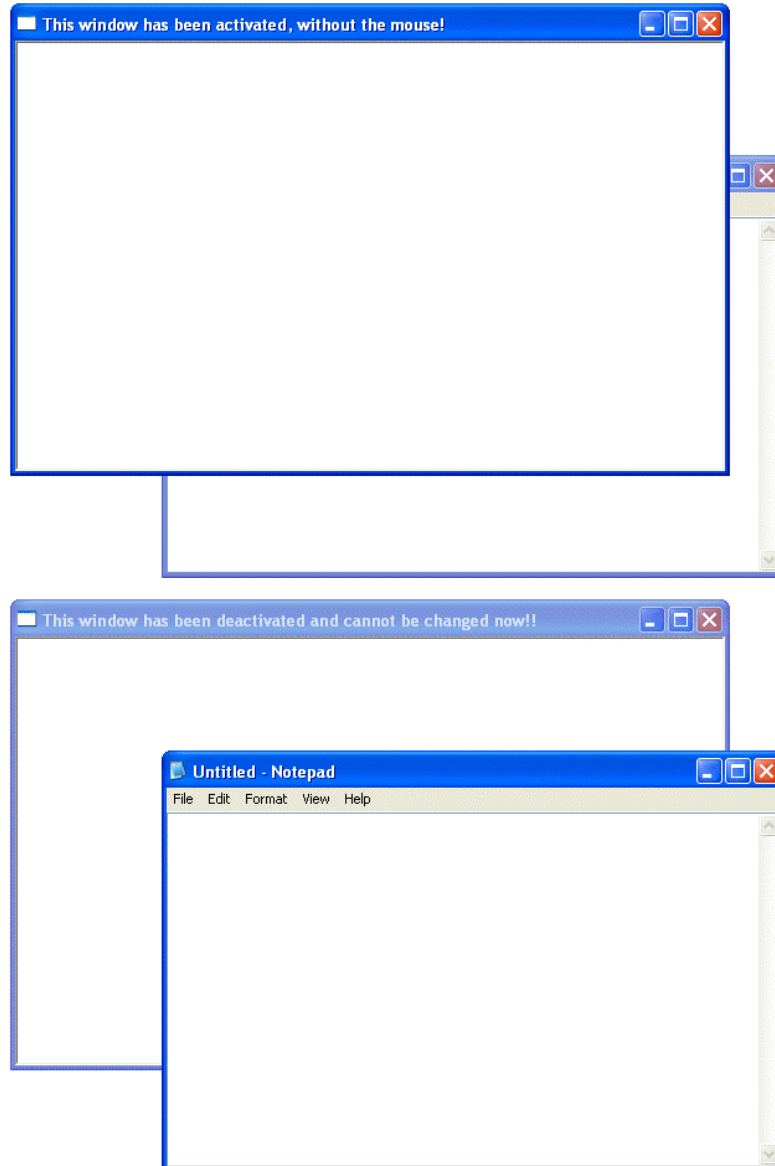 This window has been activated, without the mouse!
This window has been deactivated and cannot be changed now!!
Untitled - Notepad
File Edit Format View Help